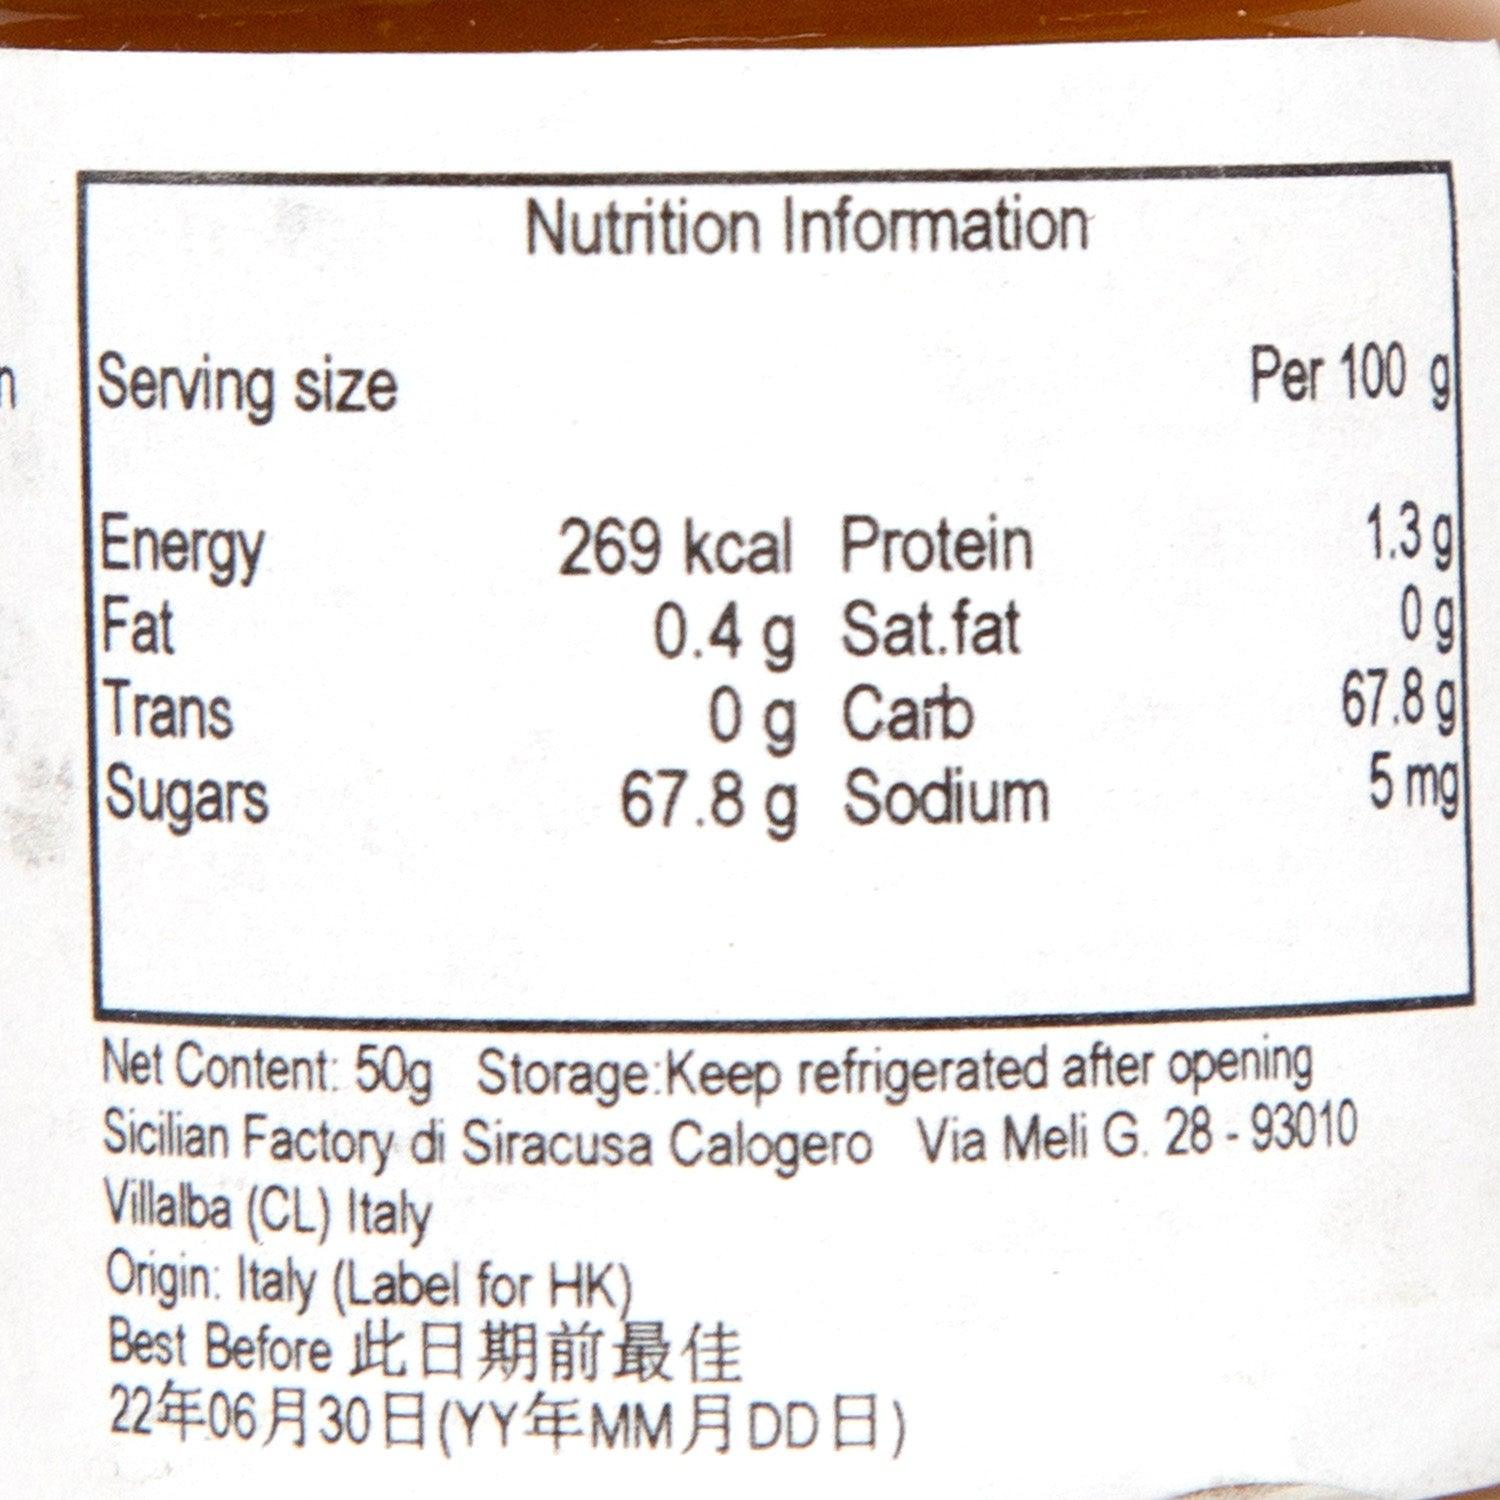 Nutrition Information
Serving size Per 100 g
Energy 269 kcal Protein 1.3 g
Fat 0.4 g Sat.fat 0 g
Trans 0 g Carb 67.8 g
Sugars 67.8 g Sodium 5 mg
Net Content: 50g Storage:Keep refrigerated after opening
Sicilian Factory di Siracusa Calogero Via Meli G. 28 - 93010
Villalba (CL) Italy
Origin: Italy (Label for HK)
Best Before 此日期前最佳
22年06月30日(YY年MM月DD日)